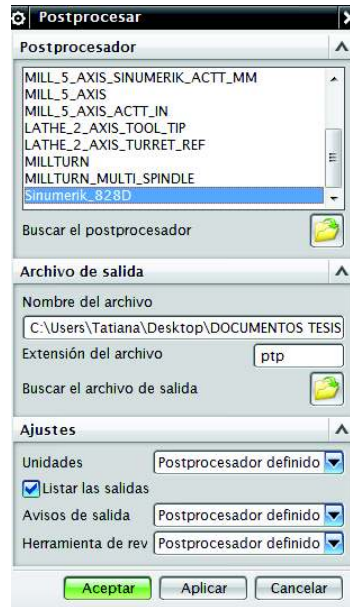 Postprocesar
Postprocesador
MILL_5_AXIS_SINUMERIK_ACTT_MM
MILL_5_AXIS
MILL_5_AXIS_ACTT_IN
LATHE_2_AXIS_TOOL_TIP
LATHE_2_AXIS_TURRET_REF
MILLTURN
MILLTURN_MULTI_SPINDLE
Sinumerik_828D
Buscar el postprocesador
Archivo de salida
Nombre del archivo
C:\Users\Tatiana\Desktop\DOCUMENTOS TESIS
Extensión del archivo ptp
Buscar el archivo de salida
Ajustes
Unidades Postprocesador definido
Listar las salidas
Avisos de salida Postprocesador definido
Herramienta de rev Postprocesador definido
Aceptar Aplicar Cancelar